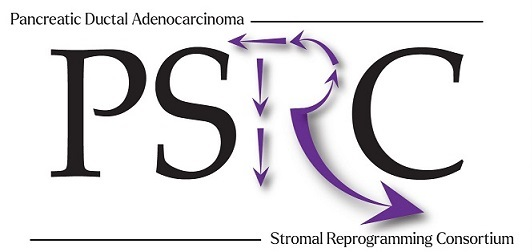 Pancreatic Ductal Adenocarcinoma
PSRC
Stromal Reprogramming Consortium